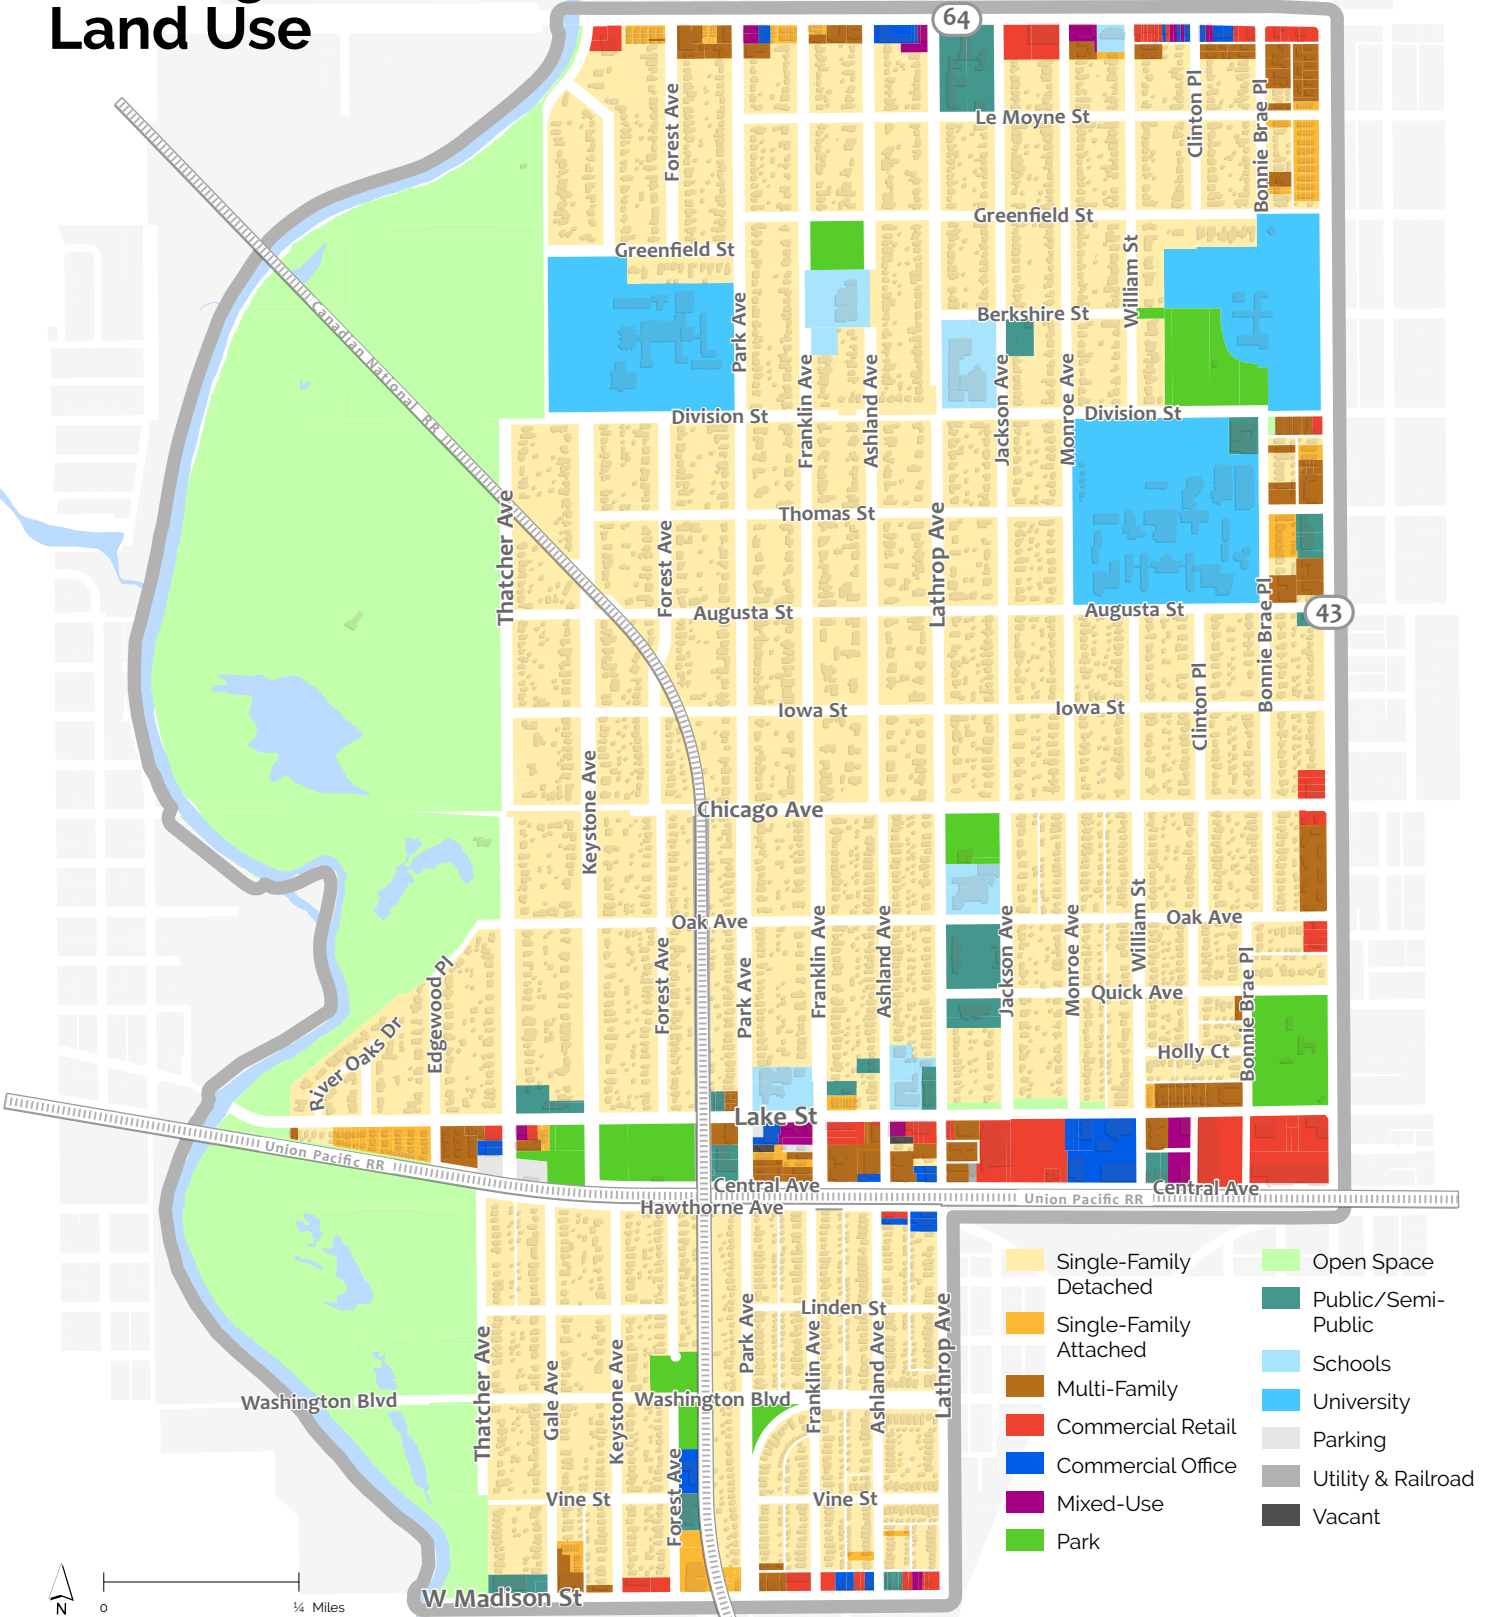 Land Use
64
Forest Ave
Le Moyne St
Clinton Pl
Bonnie Brae Pl
Greenfield St
Greenfield St
William St
Park Ave
Canadian National RR
Berkshire St
Franklin Ave
Ashland Ave
Jackson Ave
Monroe Ave
Division St
Division St
Thatcher Ave
Forest Ave
Thomas St
Lathrop Ave
Augusta St
Augusta St
Bonnie Brae Pl
43
Iowa St
Iowa St
Clinton Pl
Keystone Ave
Chicago Ave
Oak Ave
Oak Ave
William St
Forest Ave
Park Ave
Franklin Ave
Ashland Ave
Jackson Ave
Monroe Ave
Quick Ave
Edgewood Pl
River Oaks Dr
Holly Ct
Bonnie Brae Pl
Lake St
Union Pacific RR
Central Ave
Union Pacific RR
Central Ave
Hawthorne Ave
Linden St
Park Ave
Franklin Ave
Ashland Ave
Lathrop Ave
Thatcher Ave
Gale Ave
Keystone Ave
Washington Blvd
Washington Blvd
Forest Ave
Vine St
Vine St
W Madison St
N
0
¼ Miles
Single-Family
Detached
Single-Family
Attached
Multi-Family
Commercial Retail
Commercial Office
Mixed-Use
Park
Open Space
Public/Semi-
Public
Schools
University
Parking
Utility & Railroad
Vacant